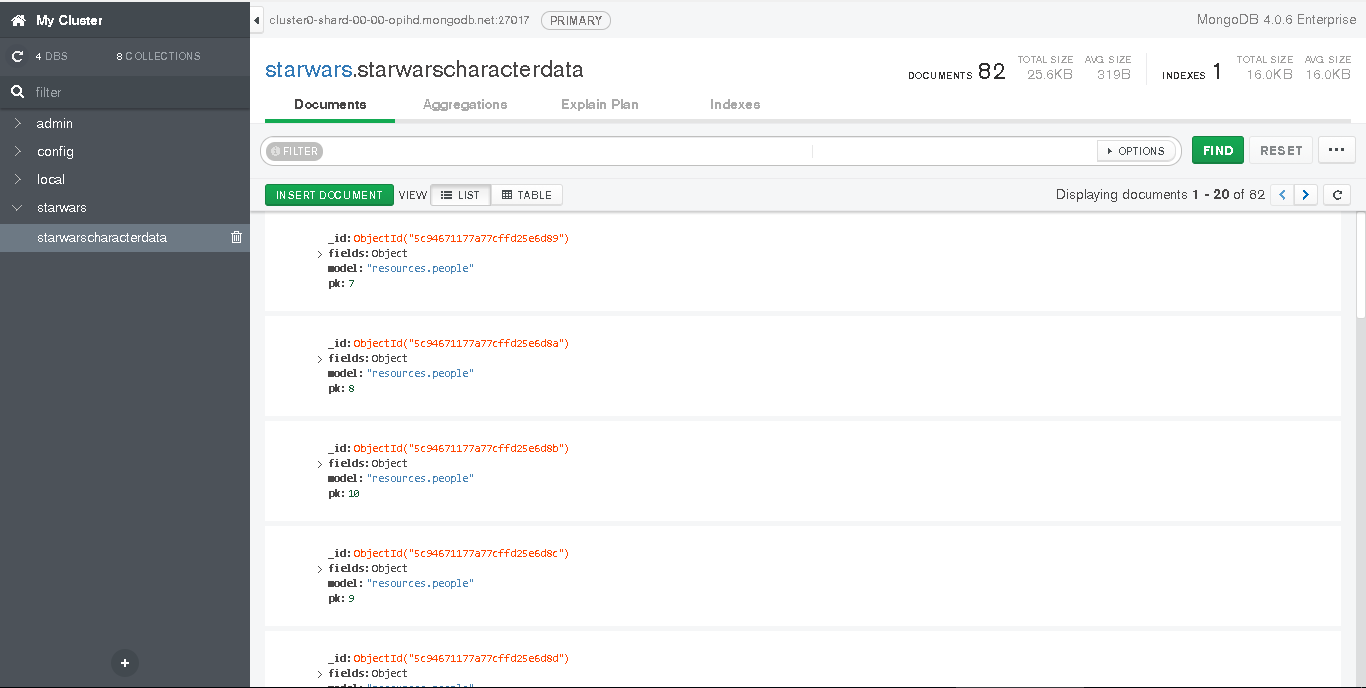 My Cluster
4 DBS 8 COLLECTIONS
filter
admin
config
local
starwars
starwarscharacterdata
cluster0-shard-00-00-opihd.mongodb.net:27017 PRIMARY MongoDB 4.0.6 Enterprise
starwars.starwarscharacterdata
DOCUMENTS 82 TOTAL SIZE 25.6KB AVG. SIZE 319B INDEXES 1 TOTAL SIZE 16.0KB AVG. SIZE 16.0KB
Documents Aggregations Explain Plan Indexes
FILTER OPTIONS FIND RESET ...
INSERT DOCUMENT VIEW LIST TABLE Displaying documents 1 - 20 of 82
_id:ObjectId("5c94671177a77cffd25e6d89")
fields:Object
model:"resources.people"
pk:7
_id:ObjectId("5c94671177a77cffd25e6d8a")
fields:Object
model:"resources.people"
pk:8
_id:ObjectId("5c94671177a77cffd25e6d8b")
fields:Object
model:"resources.people"
pk:10
_id:ObjectId("5c94671177a77cffd25e6d8c")
fields:Object
model:"resources.people"
pk:9
_id:ObjectId("5c94671177a77cffd25e6d8d")
fields:Object